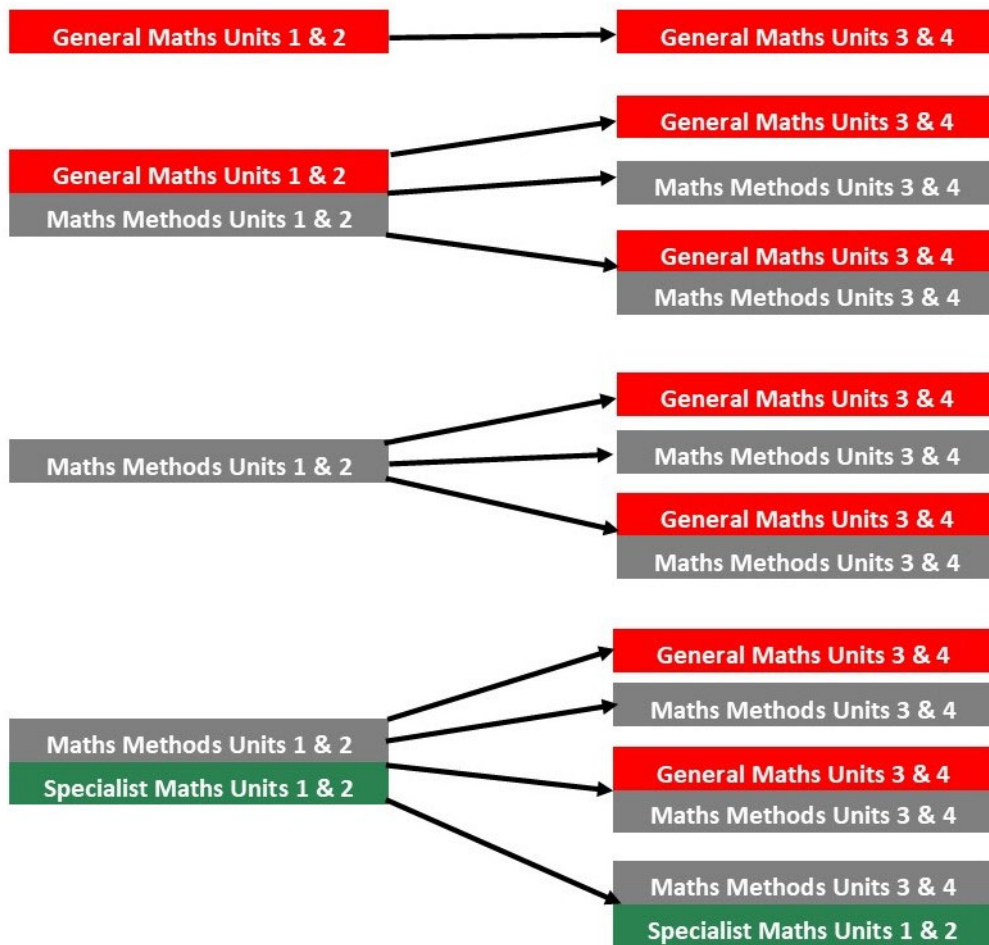 General Maths Units 1 & 2
General Maths Units 3 & 4
General Maths Units 1 & 2
Maths Methods Units 1 & 2
General Maths Units 3 & 4
Maths Methods Units 3 & 4
General Maths Units 3 & 4
Maths Methods Units 3 & 4
Maths Methods Units 1 & 2
General Maths Units 3 & 4
Maths Methods Units 3 & 4
General Maths Units 3 & 4
Maths Methods Units 3 & 4
Maths Methods Units 1 & 2
Specialist Maths Units 1 & 2
General Maths Units 3 & 4
Maths Methods Units 3 & 4
General Maths Units 3 & 4
Maths Methods Units 3 & 4
Maths Methods Units 3 & 4
Specialist Maths Units 1 & 2